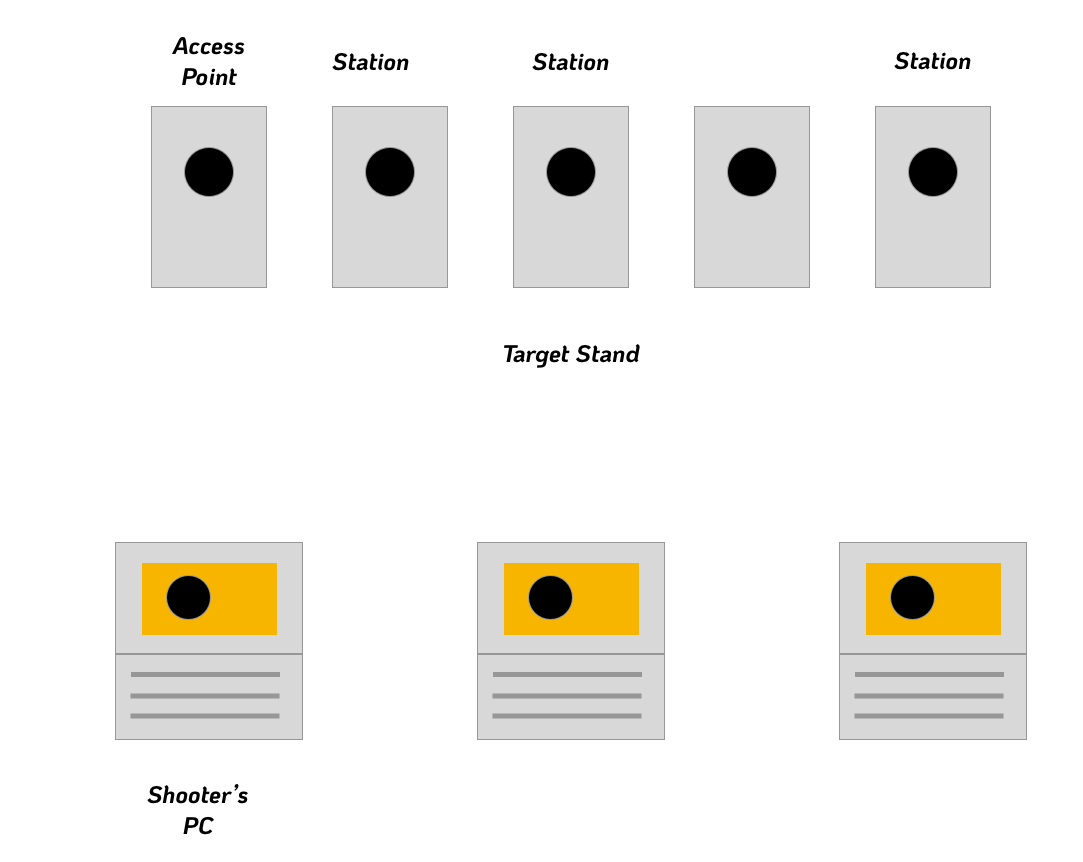 Access
Point
Station
Station
Station
Target Stand
Shooter's
PC